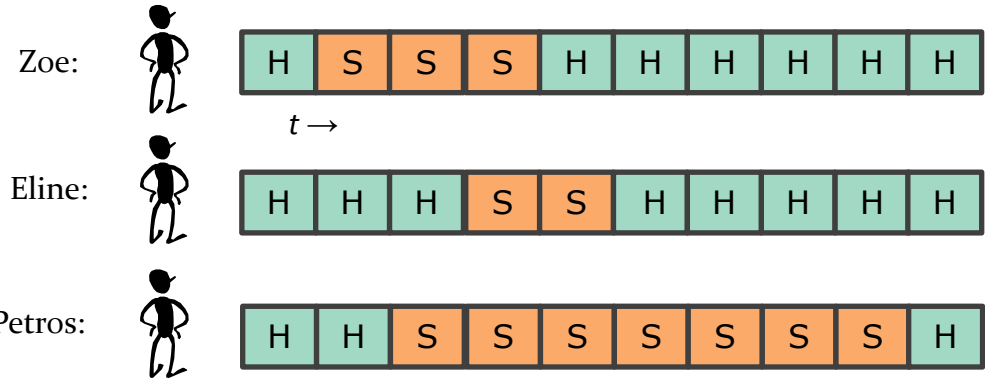 Zoe: H S S S H H H H H H
t →
Eline: H H H S S H H H H H
Petros: H H S S S S S S S H